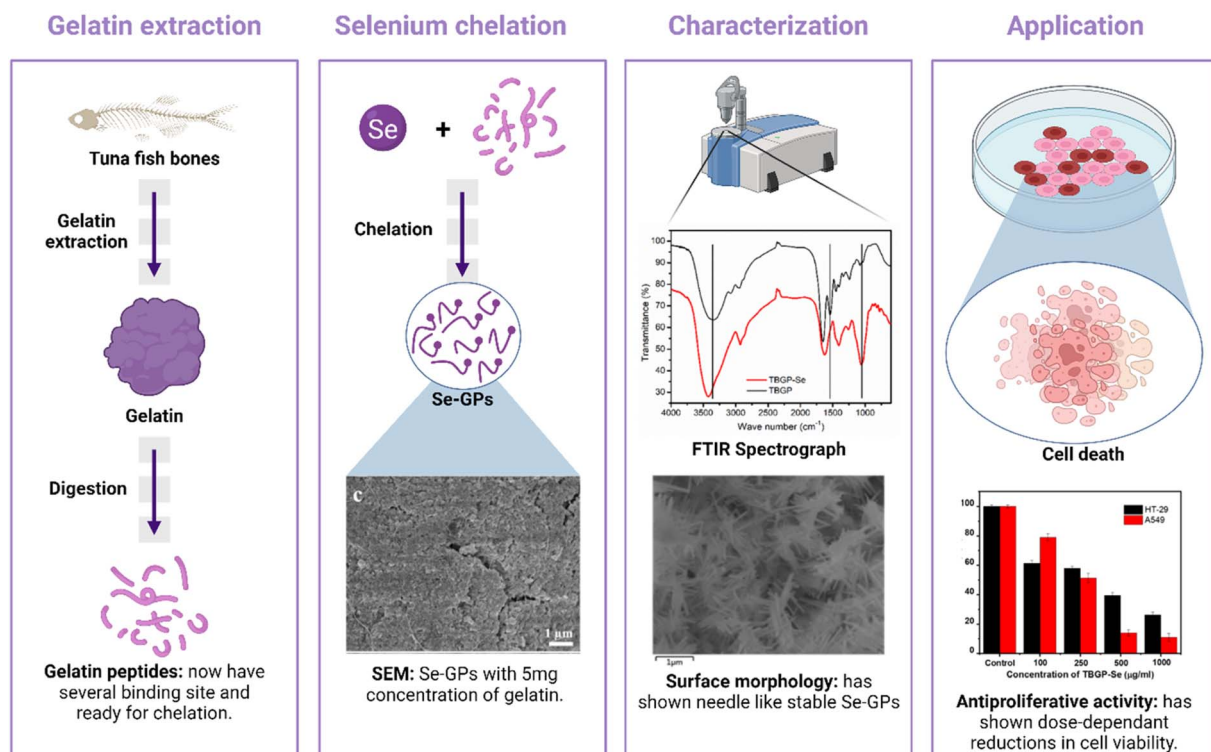 Gelatin extraction
Tuna fish bones
Gelatin
extraction
Gelatin
Digestion
Gelatin peptides: now have
several binding site and
ready for chelation.
Selenium chelation
Se
+
Chelation
Se-GPs
c
1 μm
SEM: Se-GPs with 5mg
concentration of gelatin.
Characterization
Transmittance (%)
100
90
80
70
60
50
40
30
TBGP-Se
TBGP
4000 3500 3000 2500 2000 1500 1000
Wave number (cm⁻¹)
FTIR Spectrograph
1μm
Surface morphology: has
shown needle like stable Se-GPs
Application
Cell death
100
80
60
40
20
0
HT-29
A549
Control 100 250 500 1000
Concentration of TBGP-Se (μg/ml)
Antiproliferative activity: has
shown dose-dependant
reductions in cell viability.